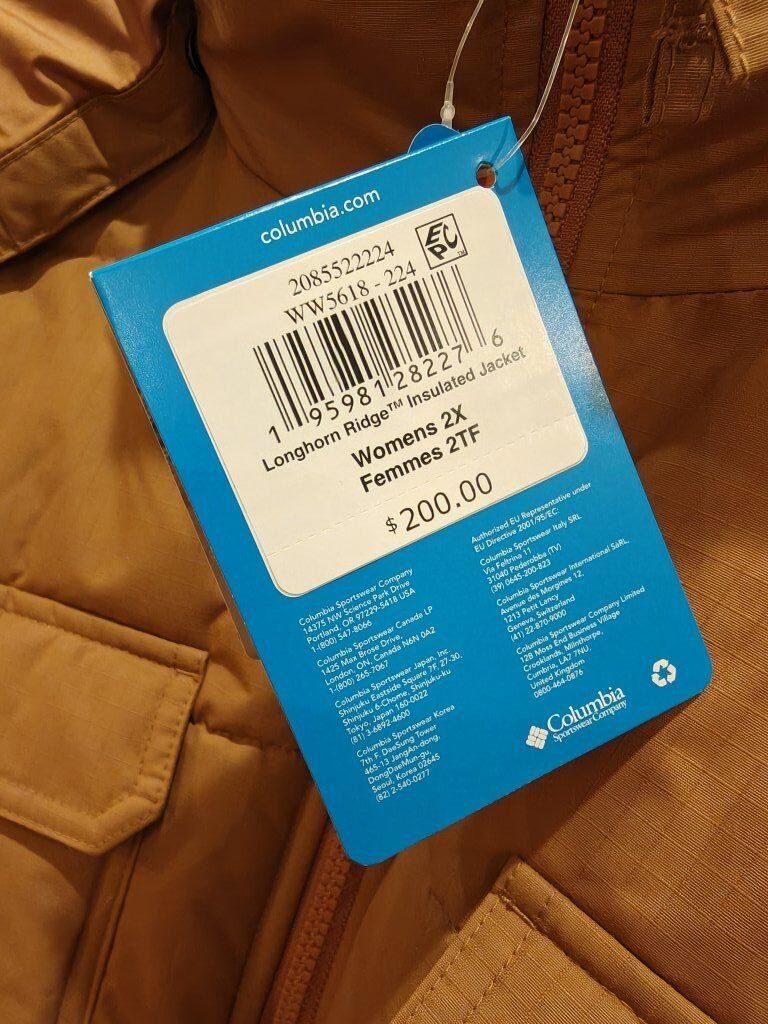 columbia.com
2085522224
EPC™
WW5618 - 224
1 95981 28227 6
Longhorn Ridge™ Insulated Jacket
Womens 2X
Femmes 2TF
$200.00
Columbia Sportswear Company
14375 NW Science Park Drive
Portland, OR 97229-5418 USA
1-(800) 547-8066
Columbia Sportswear Canada LP
1425 Max Brose Drive,
London, ON, Canada N6N 0A2
1-(800) 265-7067
Columbia Sportswear Japan, Inc.
Shinjuku Eastside Square 7F, 27-30,
Shinjuku 6-Chome, Shinjuku-ku
Tokyo, Japan 160-0022
(81) 3-6892-4600
Columbia Sportswear Korea
7th F. DaeSung Tower
465-13 JangAn-dong,
DongDaeMun-gu,
Seoul, Korea 02645
(82) 2-540-0277
Authorized EU Representative under
EU Directive 2001/95/EC:
Columbia Sportswear Italy SRL
Via Feltrina 11
31040 Pederobba (TV)
(39) 0645-200-823
Columbia Sportswear International SaRL,
Avenue des Morgines 12,
1213 Petit Lancy
Geneva, Switzerland
(41) 22-870-9000
Columbia Sportswear Company Limited
128 Moss End Business Village
Crooklands, Milnthorpe,
Cumbria, LA7 7NU,
United Kingdom
0800-464-0876
Columbia
Sportswear Company